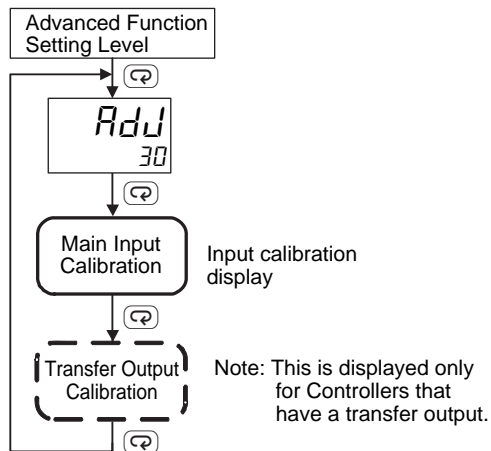 Advanced Function
Setting Level
AdJ
30
Main Input
Calibration
Input calibration
display
Transfer Output
Calibration
Note: This is displayed only
for Controllers that
have a transfer output.